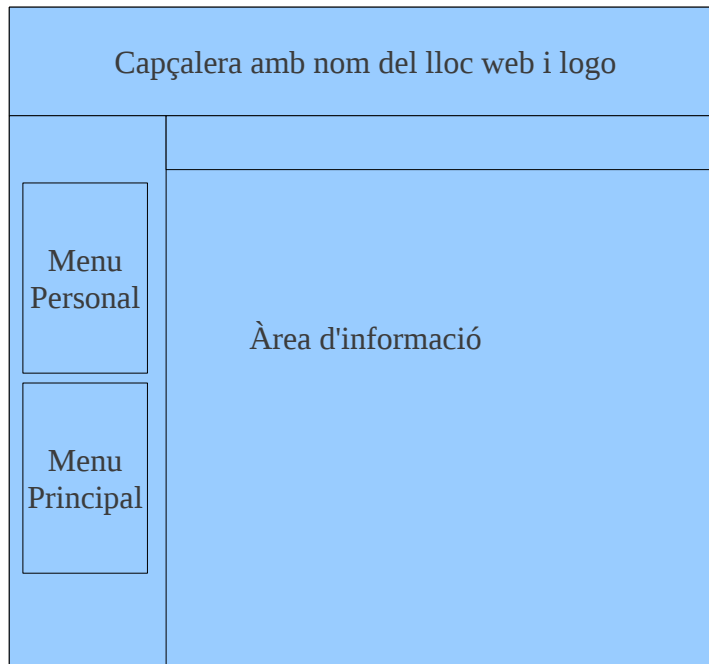 Capçalera amb nom del lloc web i logo
Menu
Personal
Àrea d'informació
Menu
Principal